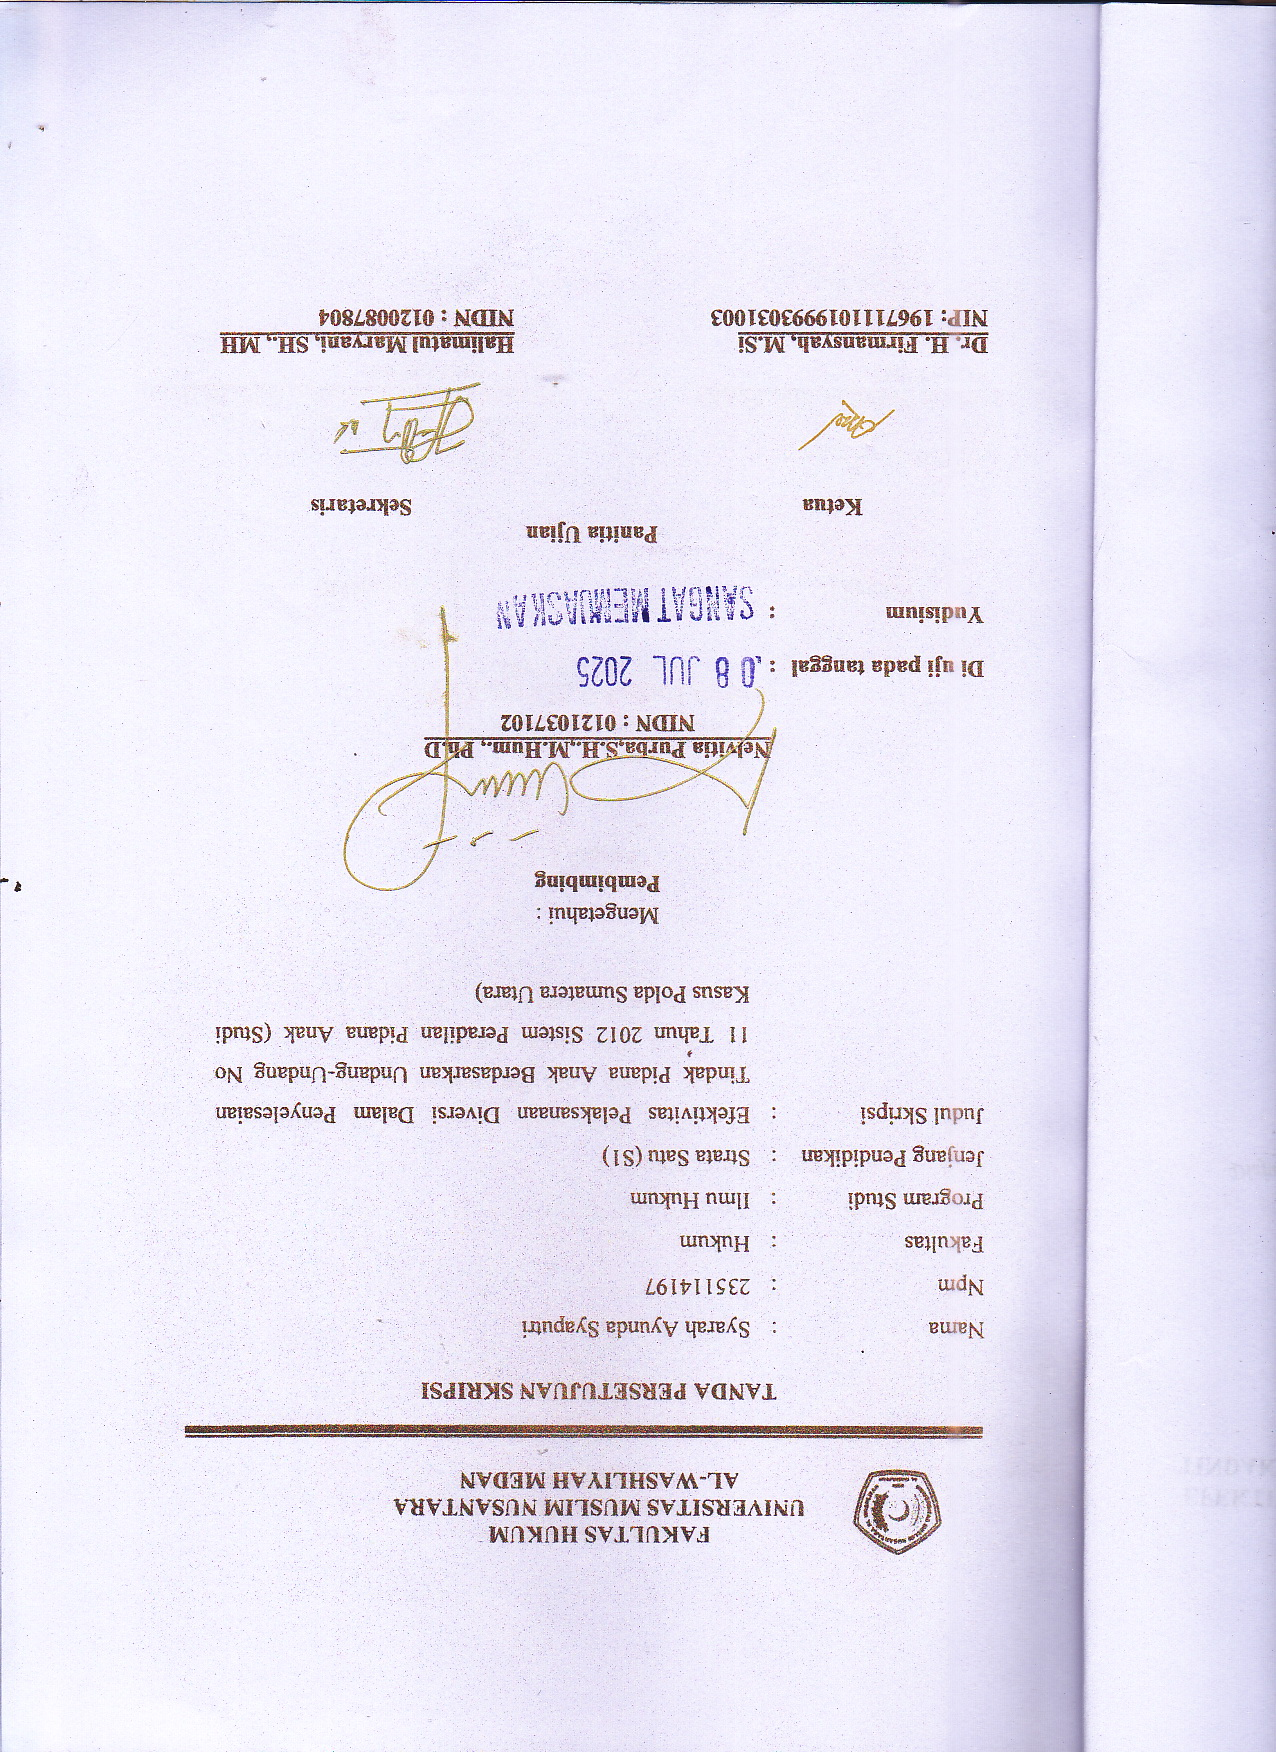 FAKULTAS HUKUM
UNIVERSITAS MUSLIM NUSANTARA
AL-WASHLIYAH MEDAN
TANDA PERSETUJUAN SKRIPSI
Nama : Syarah Ayunda Syaputri
Npm : 235114197
Fakultas : Hukum
Program Studi : Ilmu Hukum
Jenjang Pendidikan : Strata Satu (S1)
Judul Skripsi : Efektivitas Pelaksanaan Diversi Dalam Penyelesaian
Tindak Pidana Anak Berdasarkan Undang-Undang No
11 Tahun 2012 Sistem Peradilan Pidana Anak (Studi
Kasus Polda Sumatera Utara)
Mengetahui :
Pembimbing
Nelvitia Purba,S.H.,M.Hum., Ph.D
NIDN : 0121037102
Di uji pada tanggal : 08 JUL 2025
Yudisium : SANGAT MEMUASKAN
Panitia Ujian
Ketua Sekretaris
Dr. H. Firmansyah, M.Si Halimatul Maryani, SH., MH
NIP: 196711101999303 1003 NIDN : 0120087804